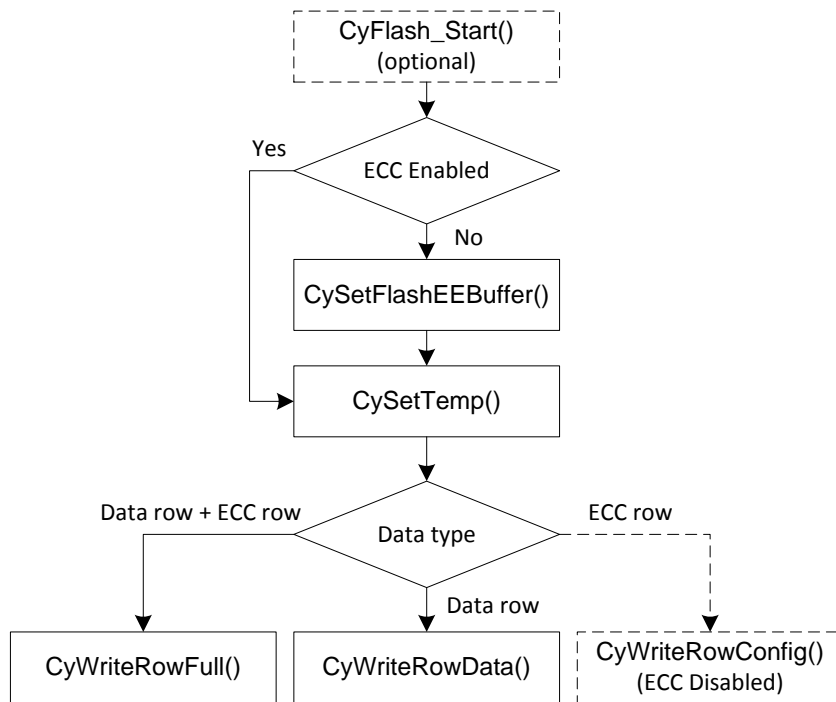 CyFlash_Start()
(optional)
Yes
ECC Enabled
No
CySetFlashEEBuffer()
CySetTemp()
Data row + ECC row
ECC row
Data type
Data row
CyWriteRowFull()
CyWriteRowData()
CyWriteRowConfig()
(ECC Disabled)